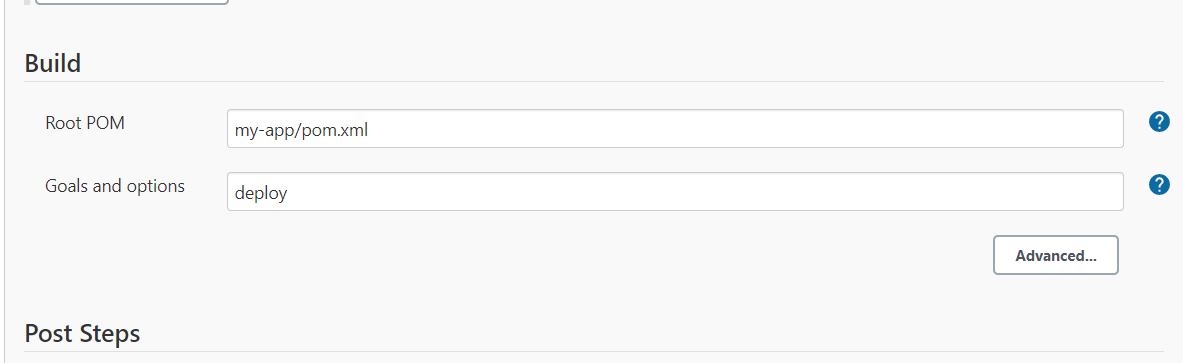 Build
Root POM
my-app/pom.xml
?
Goals and options
deploy
?
Advanced...
Post Steps